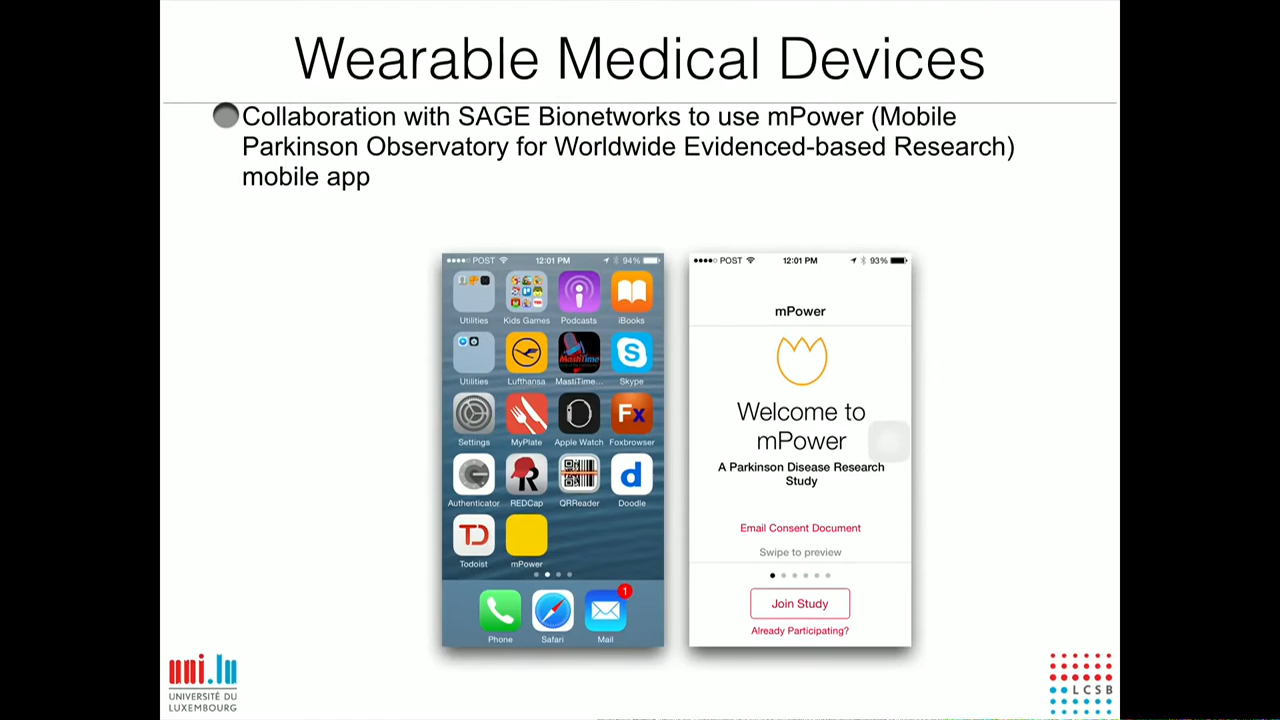 Wearable Medical Devices
Collaboration with SAGE Bionetworks to use mPower (Mobile
Parkinson Observatory for Worldwide Evidenced-based Research)
mobile app
POST 12:01 PM 94%
Utilities Kids Games Podcasts iBooks
MastiTime
Utilities Lufthansa MastiTime... Skype
Fx
Settings MyPlate Apple Watch Foxbrowser
R d
Authenticator REDCap QRReader Doodle
TD
Todoist mPower
1
Phone Safari Mail
POST 12:01 PM 93%
mPower
Welcome to
mPower
A Parkinson Disease Research
Study
Email Consent Document
Swipe to preview
Join Study
Already Participating?
uni.lu
UNIVERSITÉ DU
LUXEMBOURG
LCSB